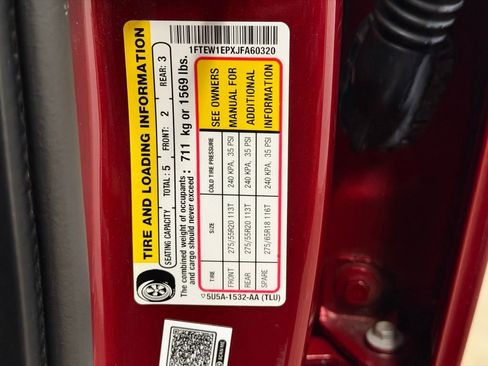 1FTEW1EPXJFA60320
TIRE AND LOADING INFORMATION
SEATING CAPACITY TOTAL: 5 FRONT: 2 REAR: 3
The combined weight of occupants : 711 kg or 1569 lbs.
and cargo should never exceed :
SIZE COLD TIRE PRESSURE
FRONT 275/55R20 113T 240 KPA, 35 PSI
REAR 275/55R20 113T 240 KPA, 35 PSI
SPARE 275/65R18 116T 240 KPA, 35 PSI
SEE OWNERS
MANUAL FOR
ADDITIONAL
INFORMATION
5U5A-1532-AA (TLU)